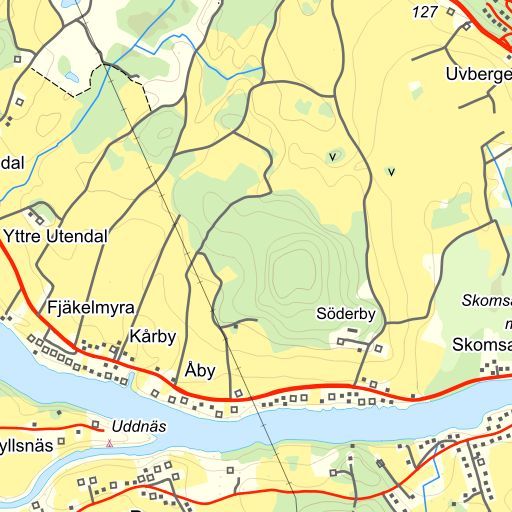 127
Uvberge
dal
Yttre Utendal
Fjäkelmyra
Kårby
Söderby
Skomsa
Skomsa
Åby
Uddnäs
yllsnäs